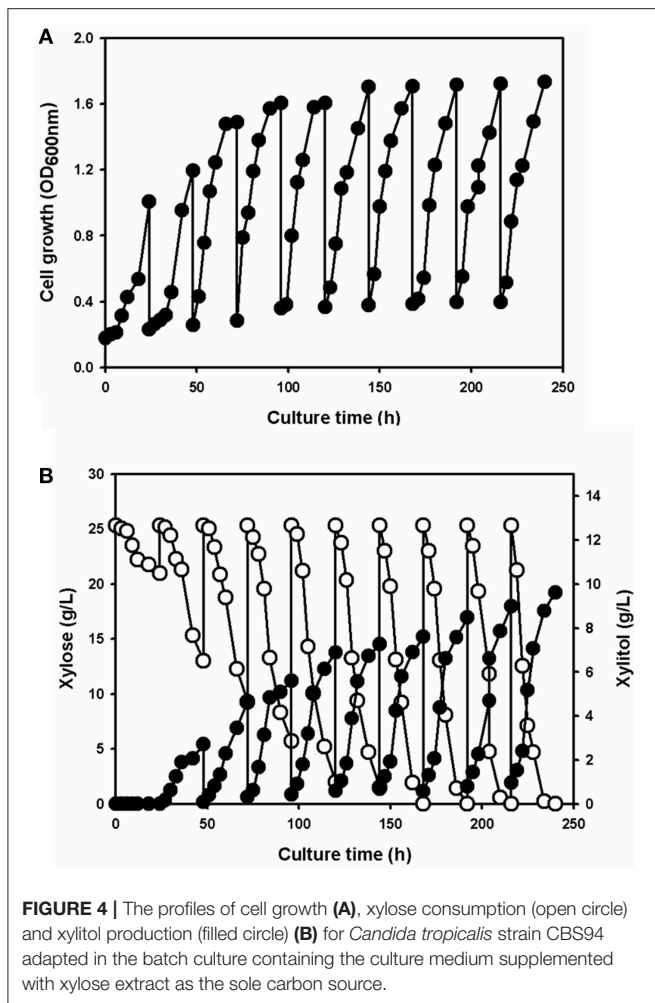 A
2.0
1.6
1.2
0.8
0.4
0.0
Cell growth (OD600nm)
0 50 100 150 200 250
Culture time (h)
B
30
25
20
15
10
5
0
Xylose (g/L)
14
12
10
8
6
4
2
0
Xylitol (g/L)
0 50 100 150 200 250
Culture time (h)
FIGURE 4 | The profiles of cell growth (A), xylose consumption (open circle)
and xylitol production (filled circle) (B) for Candida tropicalis strain CBS94
adapted in the batch culture containing the culture medium supplemented
with xylose extract as the sole carbon source.